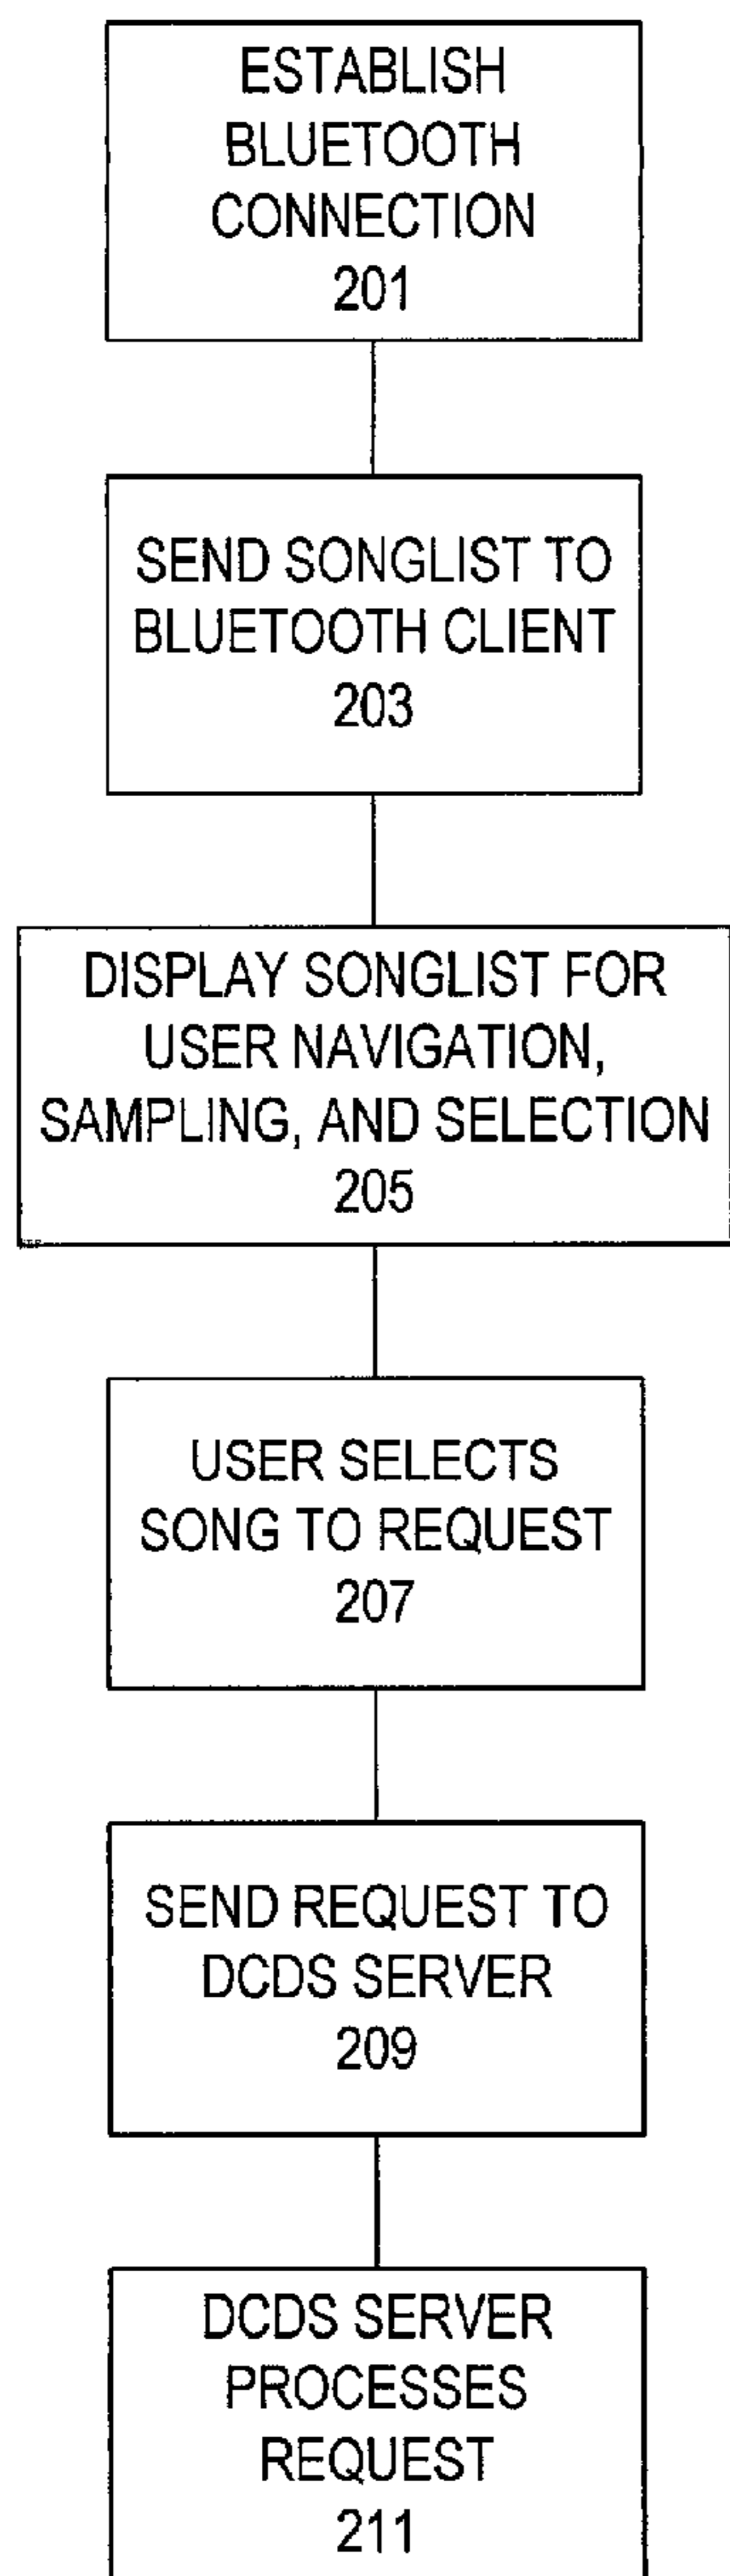 ESTABLISH
BLUETOOTH
CONNECTION
201
SEND SONGLIST TO
BLUETOOTH CLIENT
203
DISPLAY SONGLIST FOR
USER NAVIGATION,
SAMPLING, AND SELECTION
205
USER SELECTS
SONG TO REQUEST
207
SEND REQUEST TO
DCDS SERVER
209
DCDS SERVER
PROCESSES
REQUEST
211